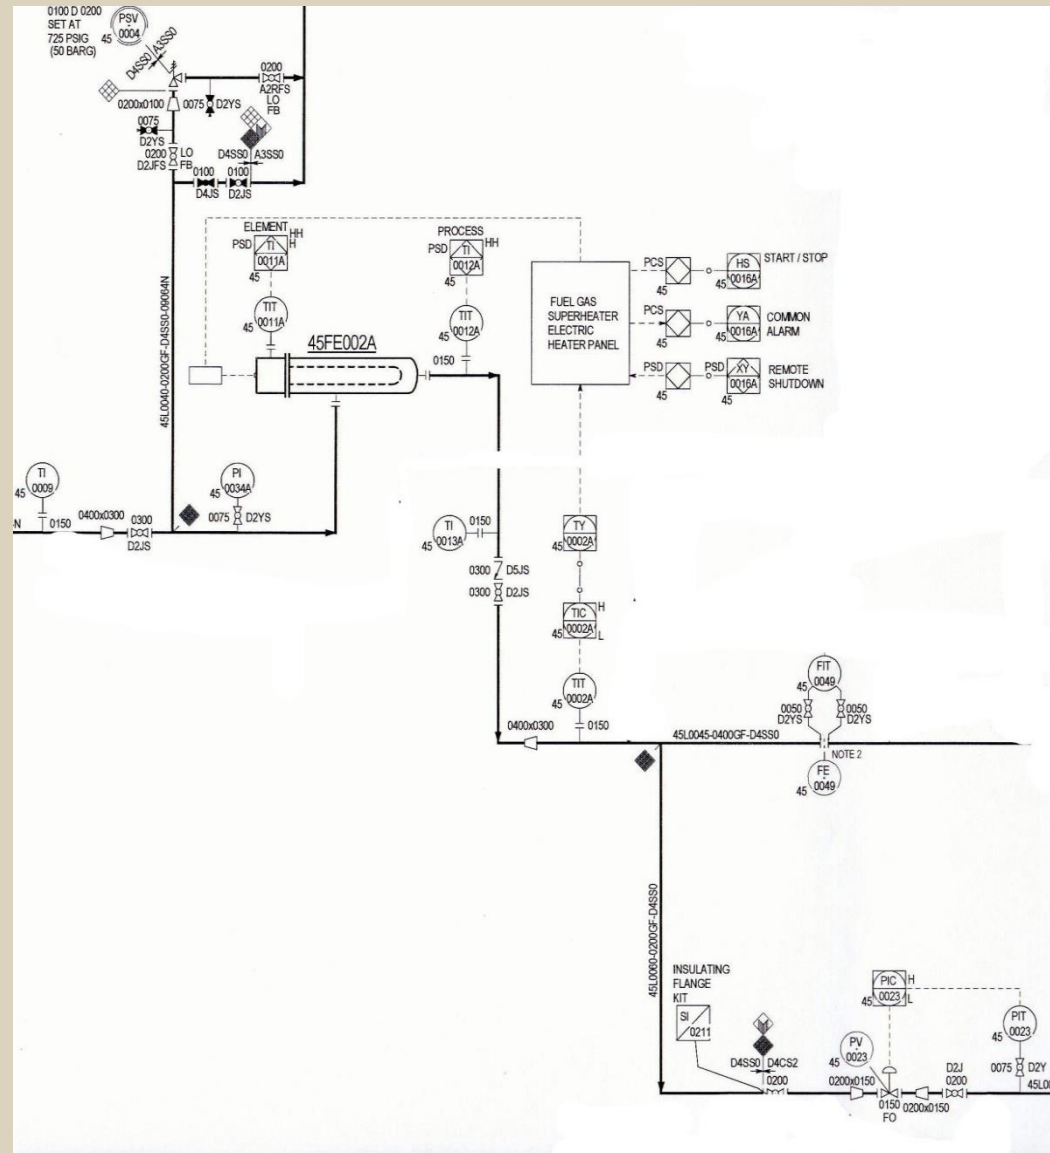 0100 D 0200
SET AT
725 PSIG
(50 BARG)
PSV
0004
45
D4SS0
A3SS0
0200x0100
0075
D2YS
0200
A2RFS
LO
FB
0075
D2YS
0200
D2JFS
LO
FB
D4SS0
A3SS0
0100
D4JS
0100
D2JS
45L0040-0200GF-D4SS0-09064N
ELEMENT
HH
PSD
TI
H
0011A
45
TIT
0011A
45
PROCESS
PSD
TI
HH
0012A
45
TIT
0012A
45
45FE002A
0150
FUEL GAS
SUPERHEATER
ELECTRIC
HEATER PANEL
PCS
45
HS
0016A
45
START / STOP
PCS
45
YA
0016A
45
COMMON
ALARM
PSD
45
PSD
XY
0016A
45
REMOTE
SHUTDOWN
TI
0009
45
N
0150
0400x0300
0300
D2JS
PI
0034A
45
0075
D2YS
TI
0013A
45
0150
0300
D5JS
0300
D2JS
TY
0002A
45
TIC
0002A
45
H
L
TIT
0002A
45
0150
0400x0300
45L0045-0400GF-D4SS0
FIT
0049
45
0050
D2YS
0050
D2YS
NOTE 2
FE
0049
45
45L0060-0200GF-D4SS0
INSULATING
FLANGE
KIT
SI
0211
D4SS0
D4CS2
0200
PIC
0023
45
H
L
PIT
0023
45
PV
0023
45
0200x0150
0150
FO
0200x0150
D2J
0200
0075
D2Y
45L0